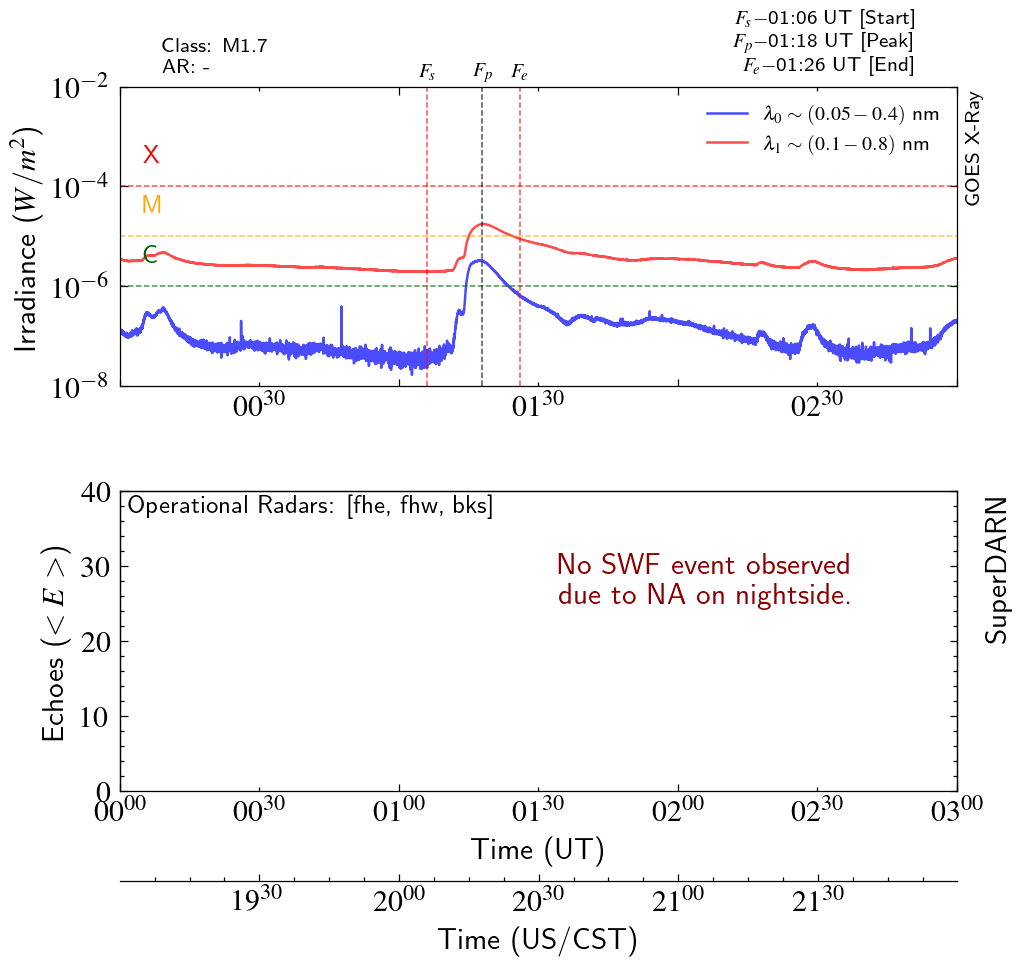 Class: M1.7
AR: -
F_s−01:06 UT [Start]
F_p−01:18 UT [Peak]
F_e−01:26 UT [End]
F_s F_p F_e
10^−2
10^−4
10^−6
10^−8
Irradiance (W/m^2)
X
M
C
λ_0 ~ (0.05 − 0.4) nm
λ_1 ~ (0.1 − 0.8) nm
GOES X-Ray
00^30 01^30 02^30
Operational Radars: [fhe, fhw, bks]
No SWF event observed
due to NA on nightside.
40
30
20
10
0
Echoes (< E >)
SuperDARN
00^00 00^30 01^00 01^30 02^00 02^30 03^00
Time (UT)
19^30 20^00 20^30 21^00 21^30
Time (US/CST)